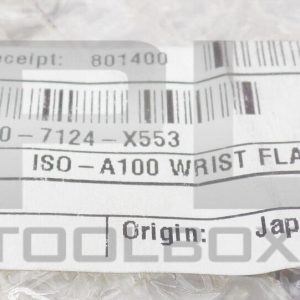 eceipt: 801400
0-7124-X553
ISO-A100 WRIST FLA
Origin: Jap
TOOLBOX